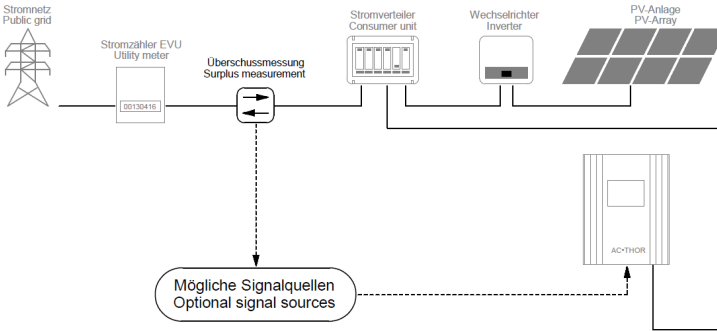 Stromnetz
Public grid
Stromzähler EVU
Utility meter
00130416
Überschussmessung
Surplus measurement
Stromverteiler
Consumer unit
Wechselrichter
Inverter
PV-Anlage
PV-Array
AC•THOR
Mögliche Signalquellen
Optional signal sources